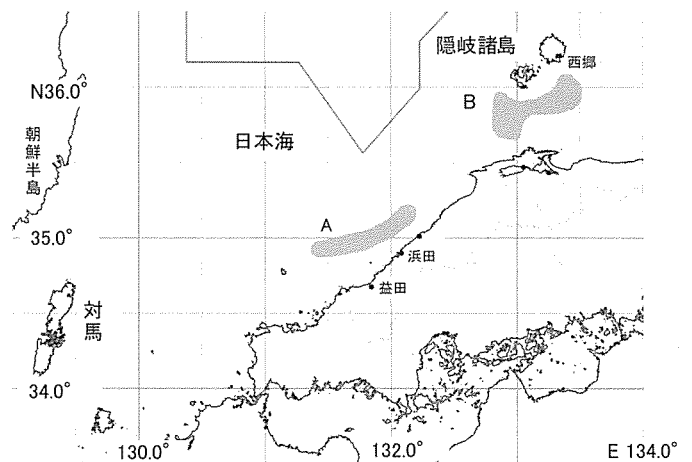 隠岐諸島
西郷
N36.0°
B
日本海
朝鮮半島
A
35.0°
浜田
益田
対馬
34.0°
130.0°
132.0°
E 134.0°